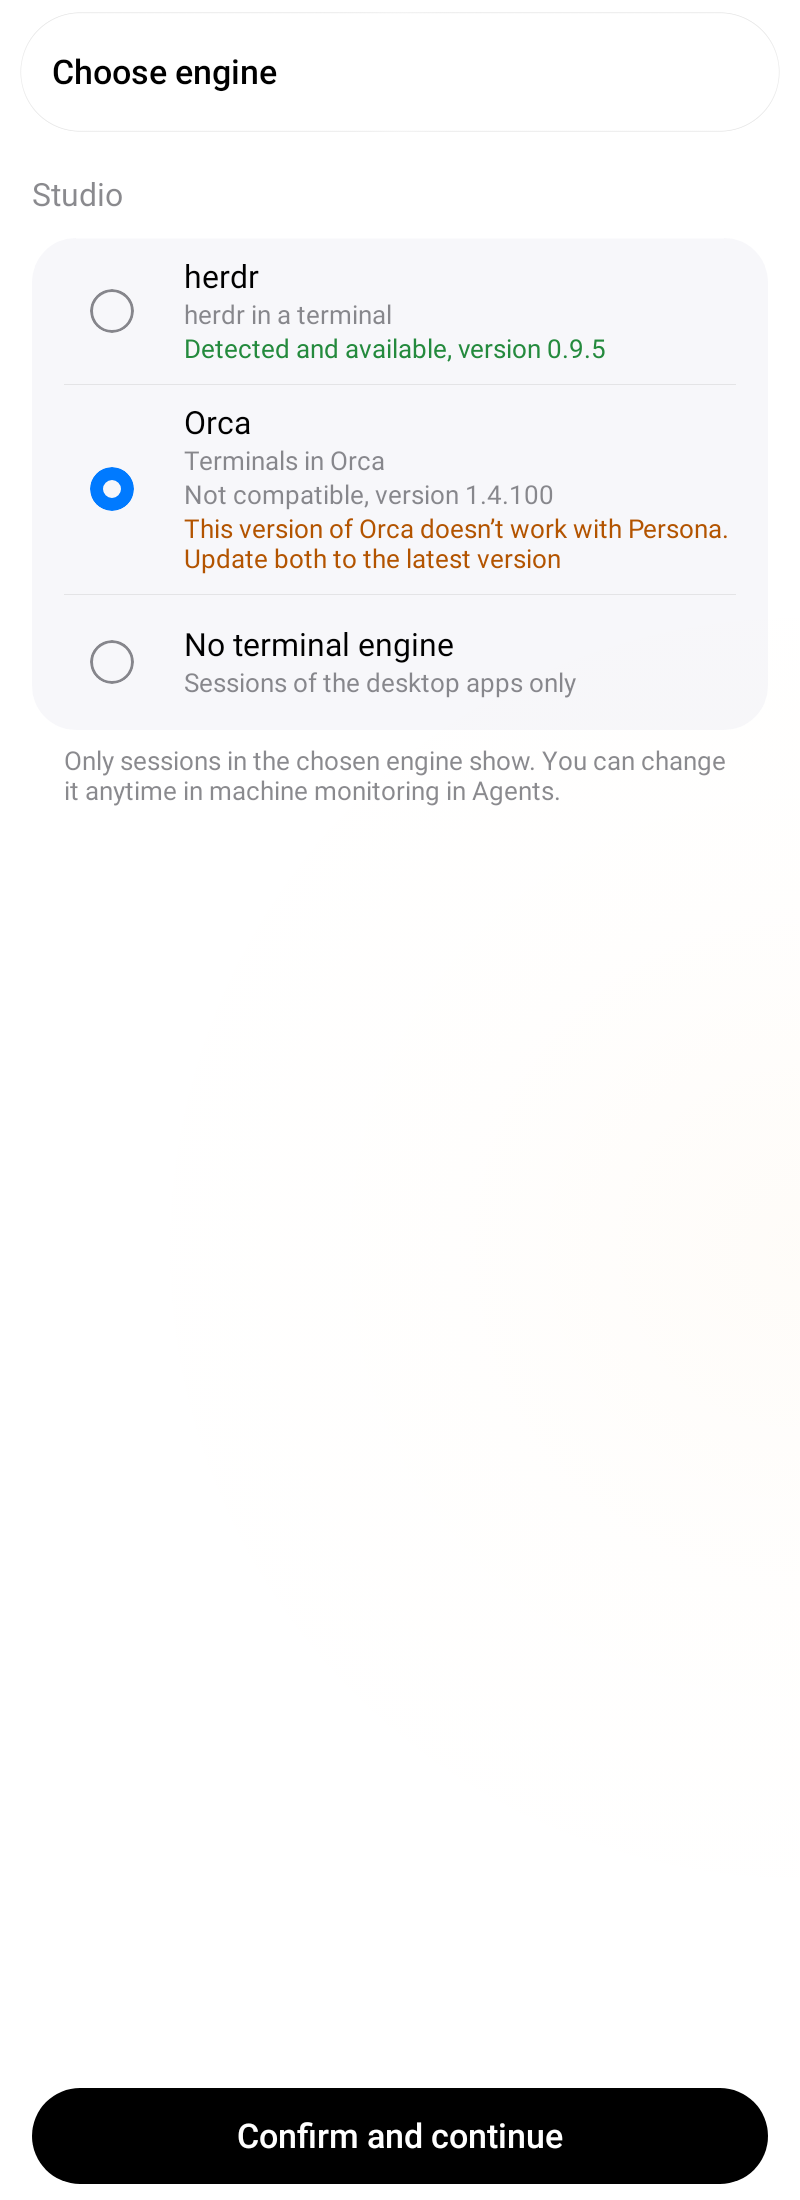 Choose engine
Studio
herdr
herdr in a terminal
Detected and available, version 0.9.5
Orca
Terminals in Orca
Not compatible, version 1.4.100
This version of Orca doesn’t work with Persona.
Update both to the latest version
No terminal engine
Sessions of the desktop apps only
Only sessions in the chosen engine show. You can change
it anytime in machine monitoring in Agents.
Confirm and continue